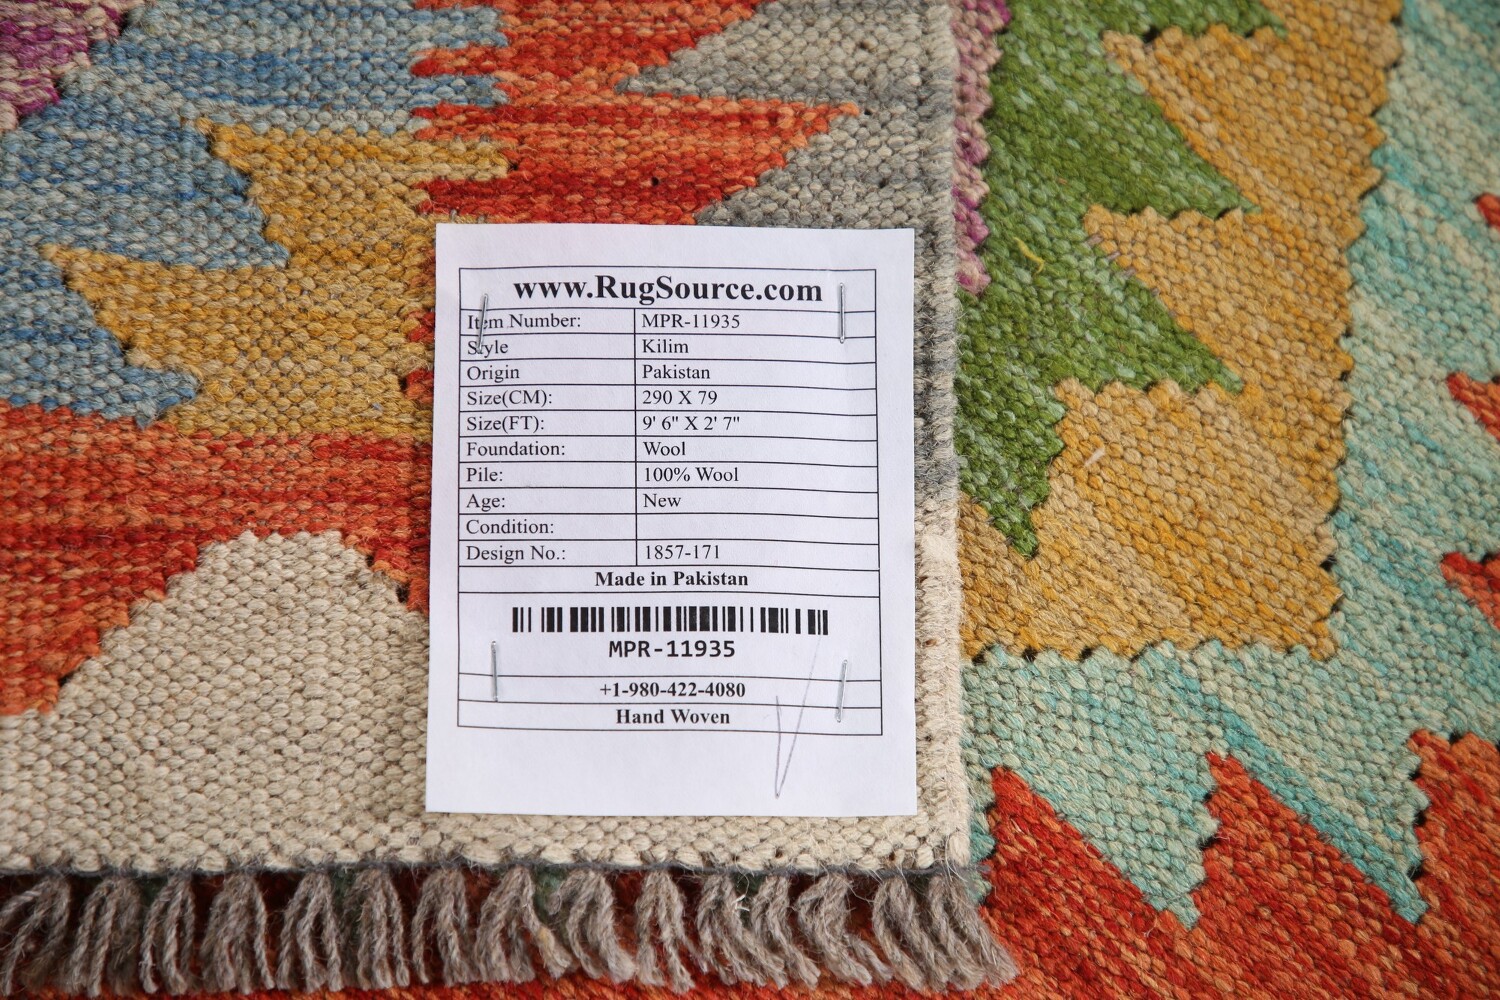 www.RugSource.com
Item Number: MPR-11935
Style Kilim
Origin Pakistan
Size(CM): 290 X 79
Size(FT): 9' 6" X 2' 7"
Foundation: Wool
Pile: 100% Wool
Age: New
Condition:
Design No.: 1857-171
Made in Pakistan
MPR-11935
+1-980-422-4080
Hand Woven